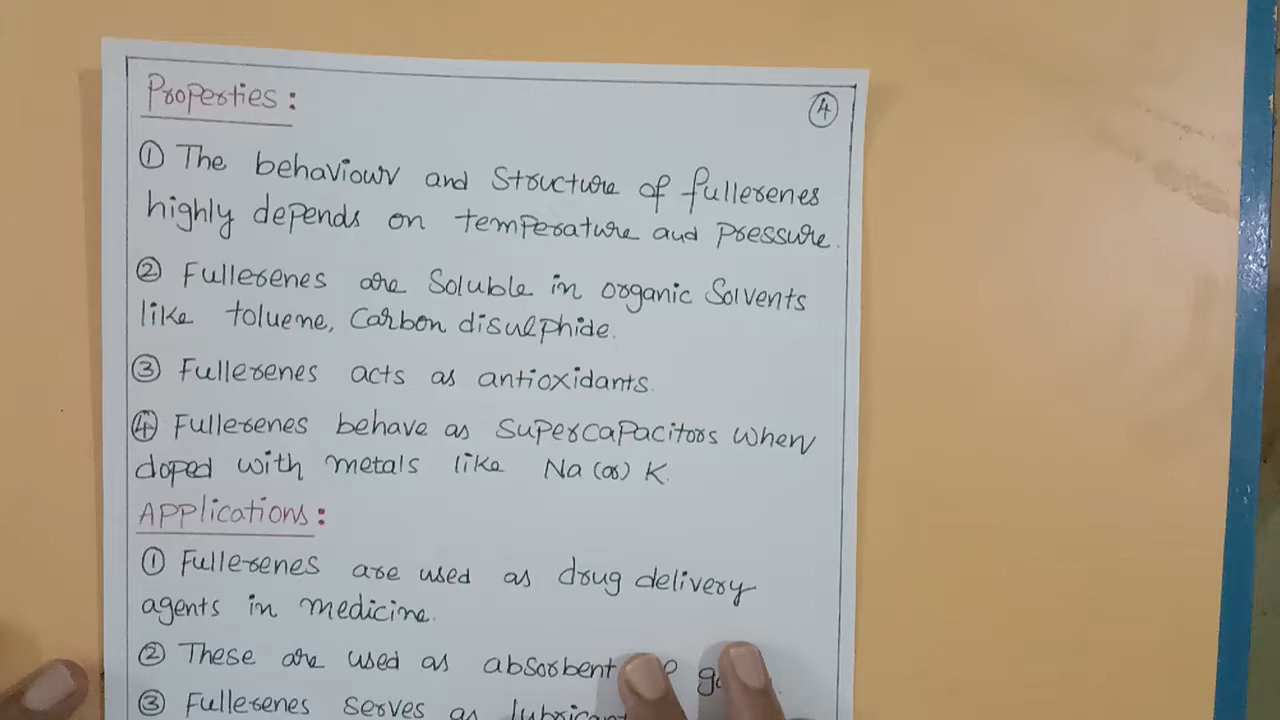 Properties:
④
① The behaviour and structure of fullerenes
highly depends on temperature and pressure.
② Fullerenes are soluble in organic solvents
like toluene, carbon disulphide.
③ Fullerenes acts as antioxidants.
④ Fullerenes behave as supercapacitors when
doped with metals like Na (or) K.
Applications:
① Fullerenes are used as drug delivery
agents in medicine.
② These are used as absorbent
③ Fullerenes serves as